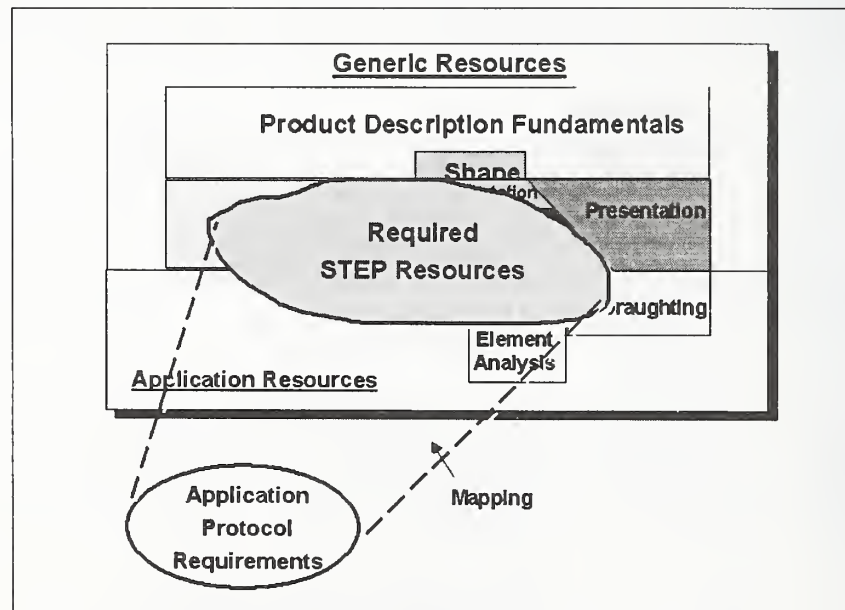 Generic Resources
Product Description Fundamentals
Shape
Presentation
Required
STEP Resources
Element
Analysis
Application Resources
Mapping
Application
Protocol
Requirements